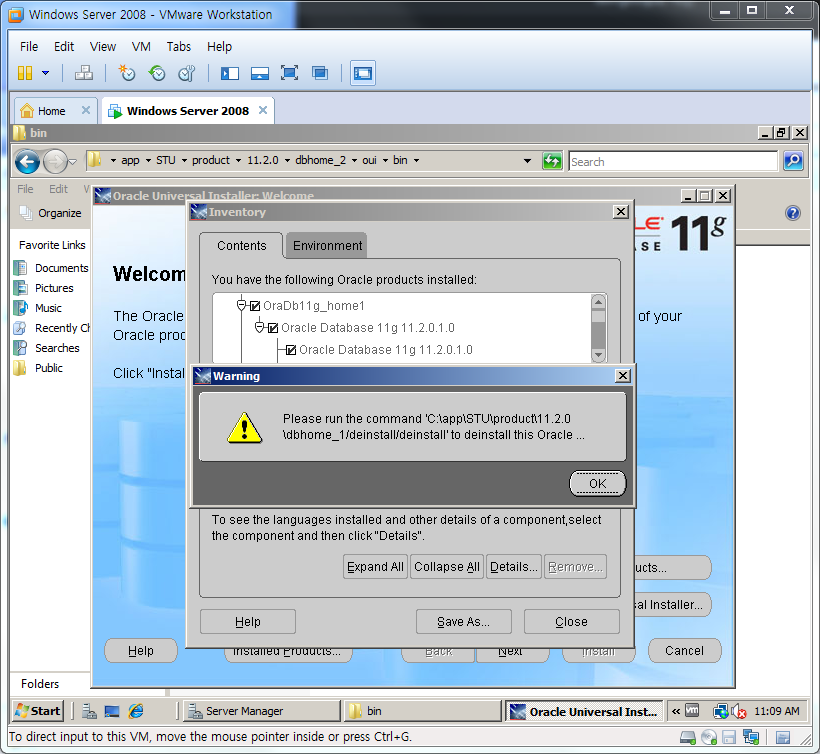 Windows Server 2008 - VMware Workstation
File Edit View VM Tabs Help
Home
Windows Server 2008
bin
app STU product 11.2.0 dbhome_2 oui bin
Search
File Edit V
Oracle Universal Installer: Welcome
Organize
Inventory
11g
Contents Environment
Favorite Links
Documents
Pictures
Music
Recently Ch
Searches
Public
Welcom
You have the following Oracle products installed:
OraDb11g_home1
Oracle Database 11g 11.2.0.1.0
Oracle Database 11g 11.2.0.1.0
The Oracle
of your
Oracle prod
Click "Instal
Warning
Please run the command 'C:\app\STU\product\11.2.0
\dbhome_1/deinstall/deinstall' to deinstall this Oracle ...
OK
To see the languages installed and other details of a component,select
the component and then click "Details".
Expand All Collapse All Details... Remove...
ucts...
sal Installer...
Help Save As... Close
Help Installed Products... Back Next Install Cancel
Folders
Start Server Manager bin Oracle Universal Inst... « 11:09 AM
To direct input to this VM, move the mouse pointer inside or press Ctrl+G.